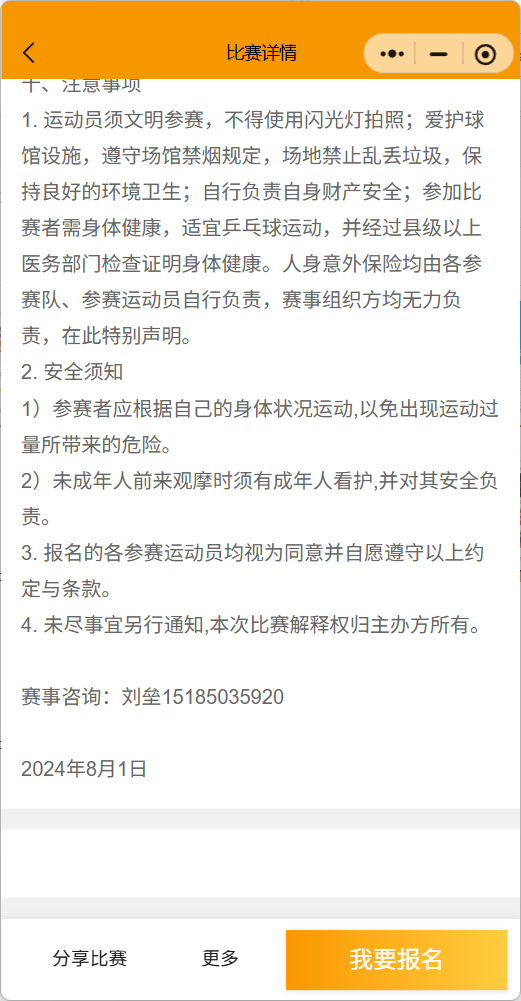 比赛详情
十、注意事项
1. 运动员须文明参赛，不得使用闪光灯拍照；爱护球
馆设施，遵守场馆禁烟规定，场地禁止乱丢垃圾，保
持良好的环境卫生；自行负责自身财产安全；参加比
赛者需身体健康，适宜乒乓球运动，并经过县级以上
医务部门检查证明身体健康。人身意外保险均由各参
赛队、参赛运动员自行负责，赛事组织方均无力负
责，在此特别声明。
2. 安全须知
1）参赛者应根据自己的身体状况运动,以免出现运动过
量所带来的危险。
2）未成年人前来观摩时须有成年人看护,并对其安全负
责。
3. 报名的各参赛运动员均视为同意并自愿遵守以上约
定与条款。
4. 未尽事宜另行通知,本次比赛解释权归主办方所有。
赛事咨询：刘垒15185035920
2024年8月1日
分享比赛
更多
我要报名